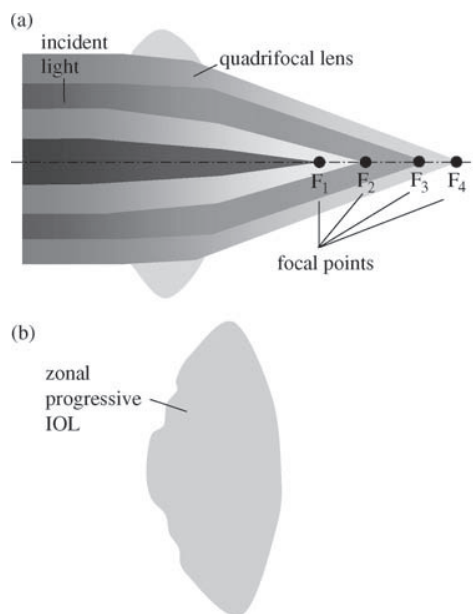 (a)
incident
light
quadrifocal lens
F1 F2 F3 F4
focal points
(b)
zonal
progressive
IOL